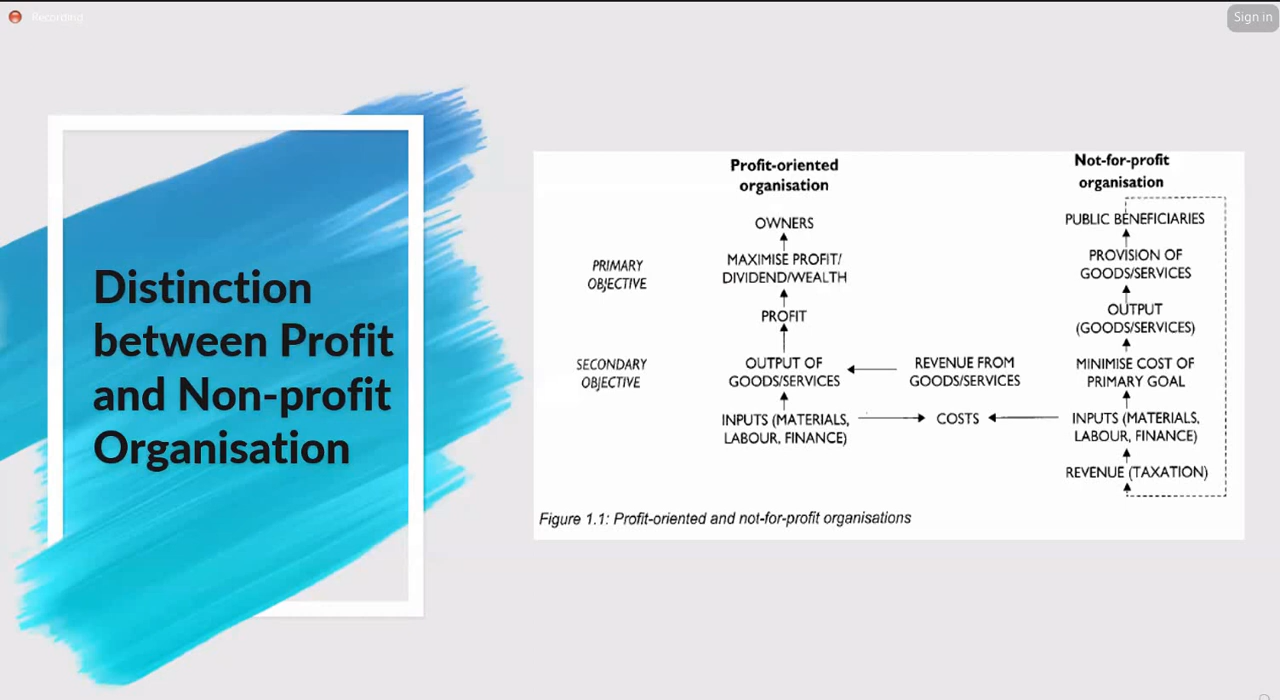 Recording
Sign in
Distinction
between Profit
and Non-profit
Organisation
Profit-oriented
organisation
Not-for-profit
organisation
OWNERS
PUBLIC BENEFICIARIES
PRIMARY
OBJECTIVE
MAXIMISE PROFIT/
DIVIDEND/WEALTH
PROVISION OF
GOODS/SERVICES
PROFIT
OUTPUT
(GOODS/SERVICES)
SECONDARY
OBJECTIVE
OUTPUT OF
GOODS/SERVICES
REVENUE FROM
GOODS/SERVICES
MINIMISE COST OF
PRIMARY GOAL
INPUTS (MATERIALS,
LABOUR, FINANCE)
COSTS
INPUTS (MATERIALS,
LABOUR, FINANCE)
REVENUE (TAXATION)
Figure 1.1: Profit-oriented and not-for-profit organisations